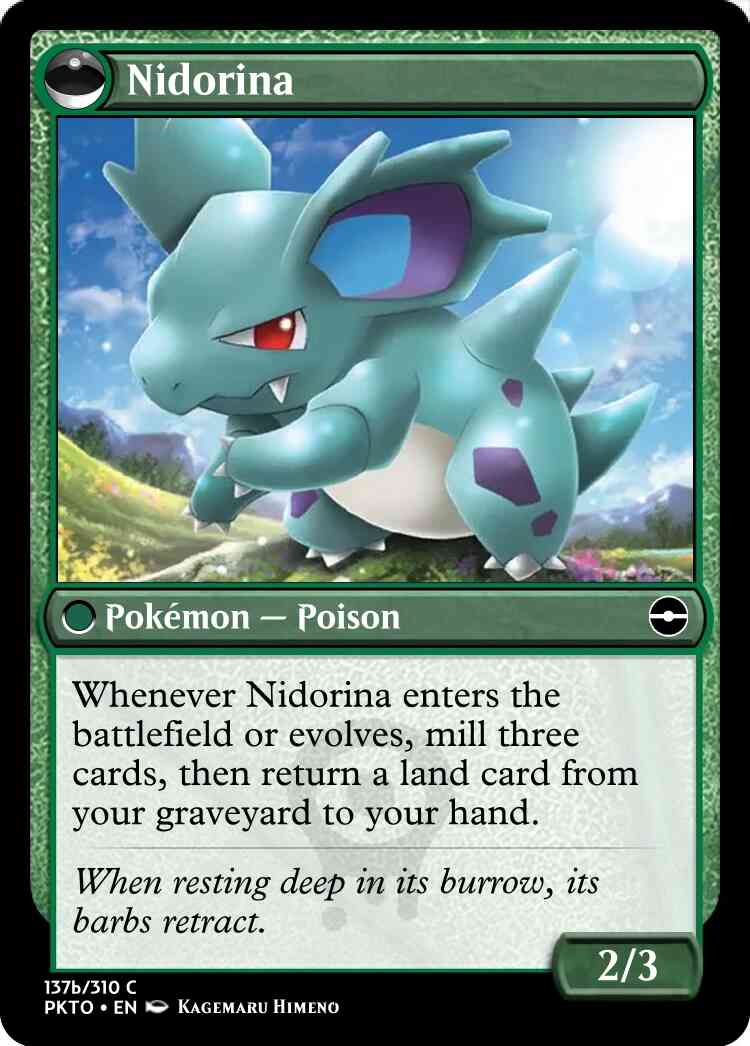 Nidorina
Pokémon — Poison
Whenever Nidorina enters the
battlefield or evolves, mill three
cards, then return a land card from
your graveyard to your hand.
When resting deep in its burrow, its
barbs retract.
2/3
137b/310 C
PKTO • EN Kagemaru Himeno